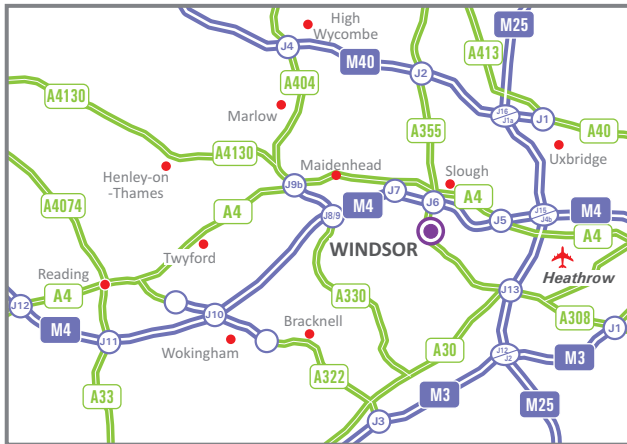 High
Wycombe
M25
J4
M40
A413
J2
A404
A4130
Marlow
J16
J1a
J1
A40
A355
Uxbridge
A4130
Henley-on
-Thames
Maidenhead
Slough
J9b
J7
J6
A4
A4074
A4
J8/9
M4
J5
J15
J4b
M4
A4
WINDSOR
Twyford
Heathrow
Reading
A4
J12
A330
J13
A308
J10
Bracknell
J1
M4
J11
Wokingham
A30
J12
J2
M3
A322
A33
M3
M25
J3